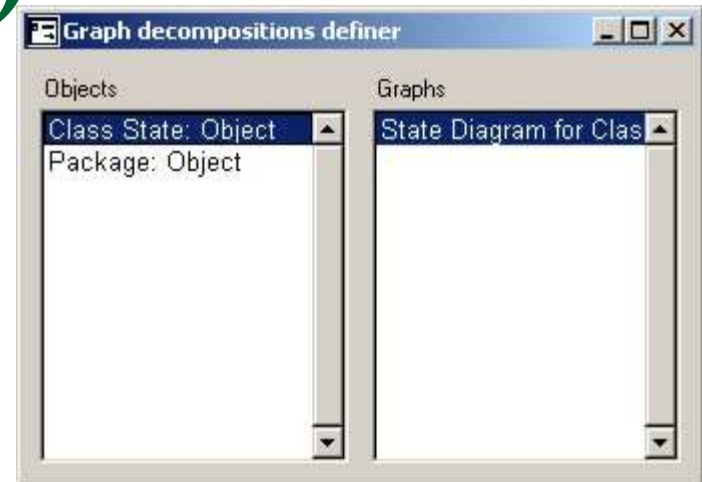 Graph decompositions definer
Objects
Graphs
Class State: Object
State Diagram for Clas
Package: Object